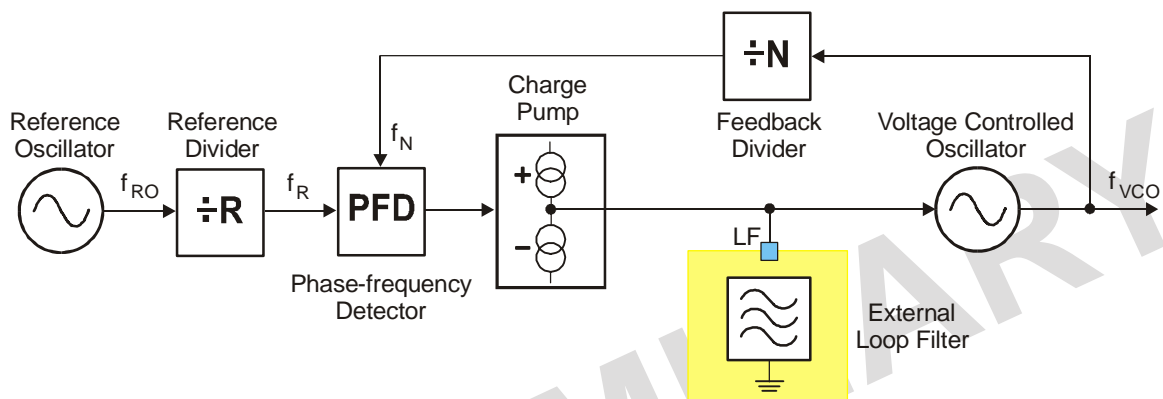 ÷N
Charge
Pump
Reference
Oscillator
Reference
Divider
Feedback
Divider
Voltage Controlled
Oscillator
f_N
f_RO
÷R
f_R
PFD
+
−
f_VCO
LF
Phase-frequency
Detector
External
Loop Filter